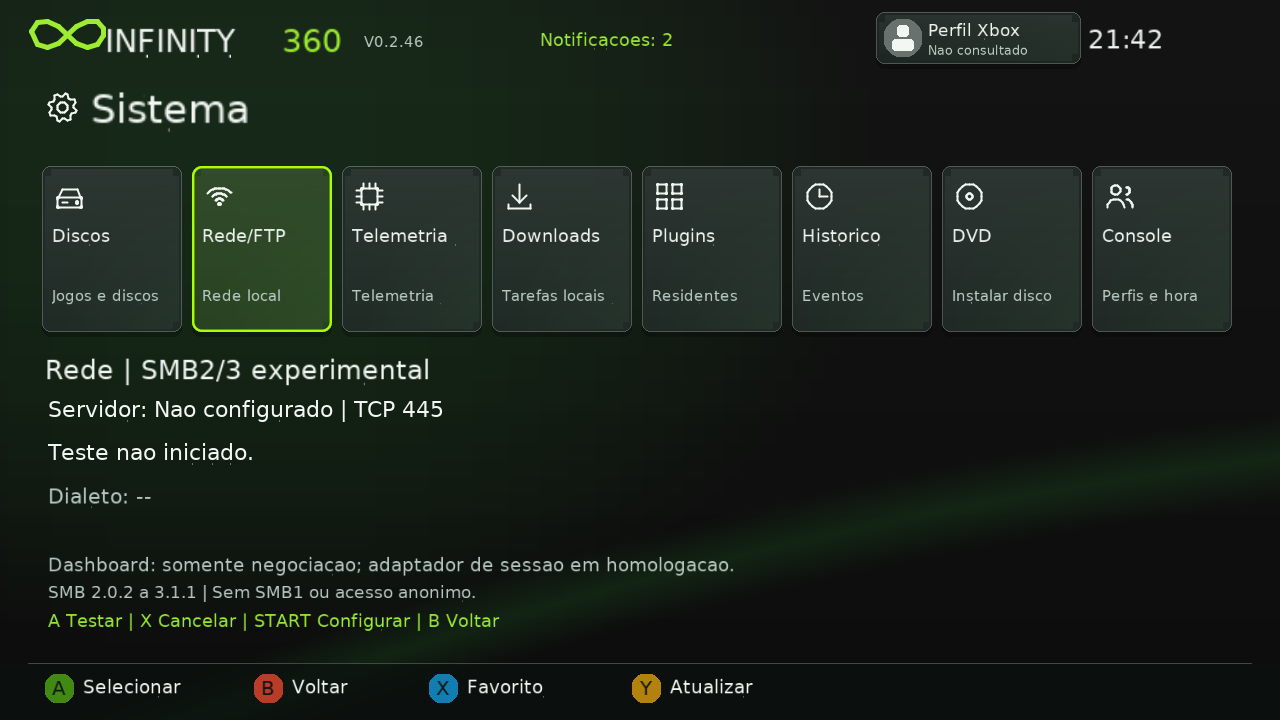 INFINITY 360 V0.2.46 Notificacoes: 2 Perfil Xbox 21:42
Nao consultado
Sistema
Discos Rede/FTP Telemetria Downloads Plugins Historico DVD Console
Jogos e discos Rede local Telemetria Tarefas locais Residentes Eventos Instalar disco Perfis e hora
Rede | SMB2/3 experimental
Servidor: Nao configurado | TCP 445
Teste nao iniciado.
Dialeto: --
Dashboard: somente negociacao; adaptador de sessao em homologacao.
SMB 2.0.2 a 3.1.1 | Sem SMB1 ou acesso anonimo.
A Testar | X Cancelar | START Configurar | B Voltar
A Selecionar B Voltar X Favorito Y Atualizar